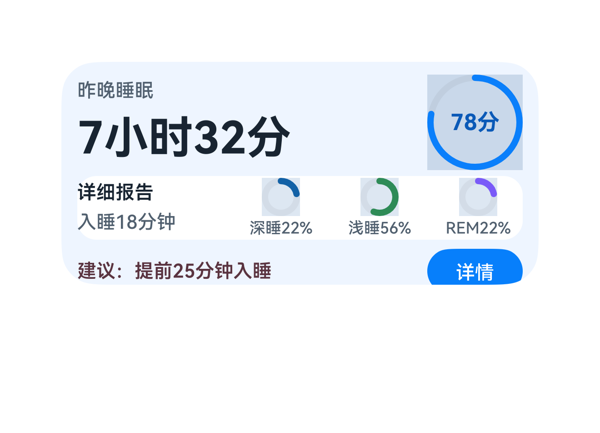 昨晚睡眠
7小时32分
78分
详细报告
入睡18分钟
深睡22%
浅睡56%
REM22%
建议：提前25分钟入睡
详情